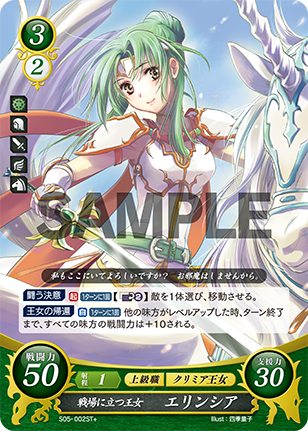 3
2
SAMPLE
私もここにいてよろしいですか? お邪魔はしませんから。
闘う決意 起 1ターンに1回 【 2】 敵を1体選び、移動させる。
王女の帰還 自 1ターンに1回 他の味方がレベルアップした時、ターン終了まで、すべての味方の戦闘力は+10される。
戦闘力
50
射程 1 上級職 クリミア王女
支援力
30
戦場に立つ王女 エリンシア
S05-002ST+
Illust:四季童子